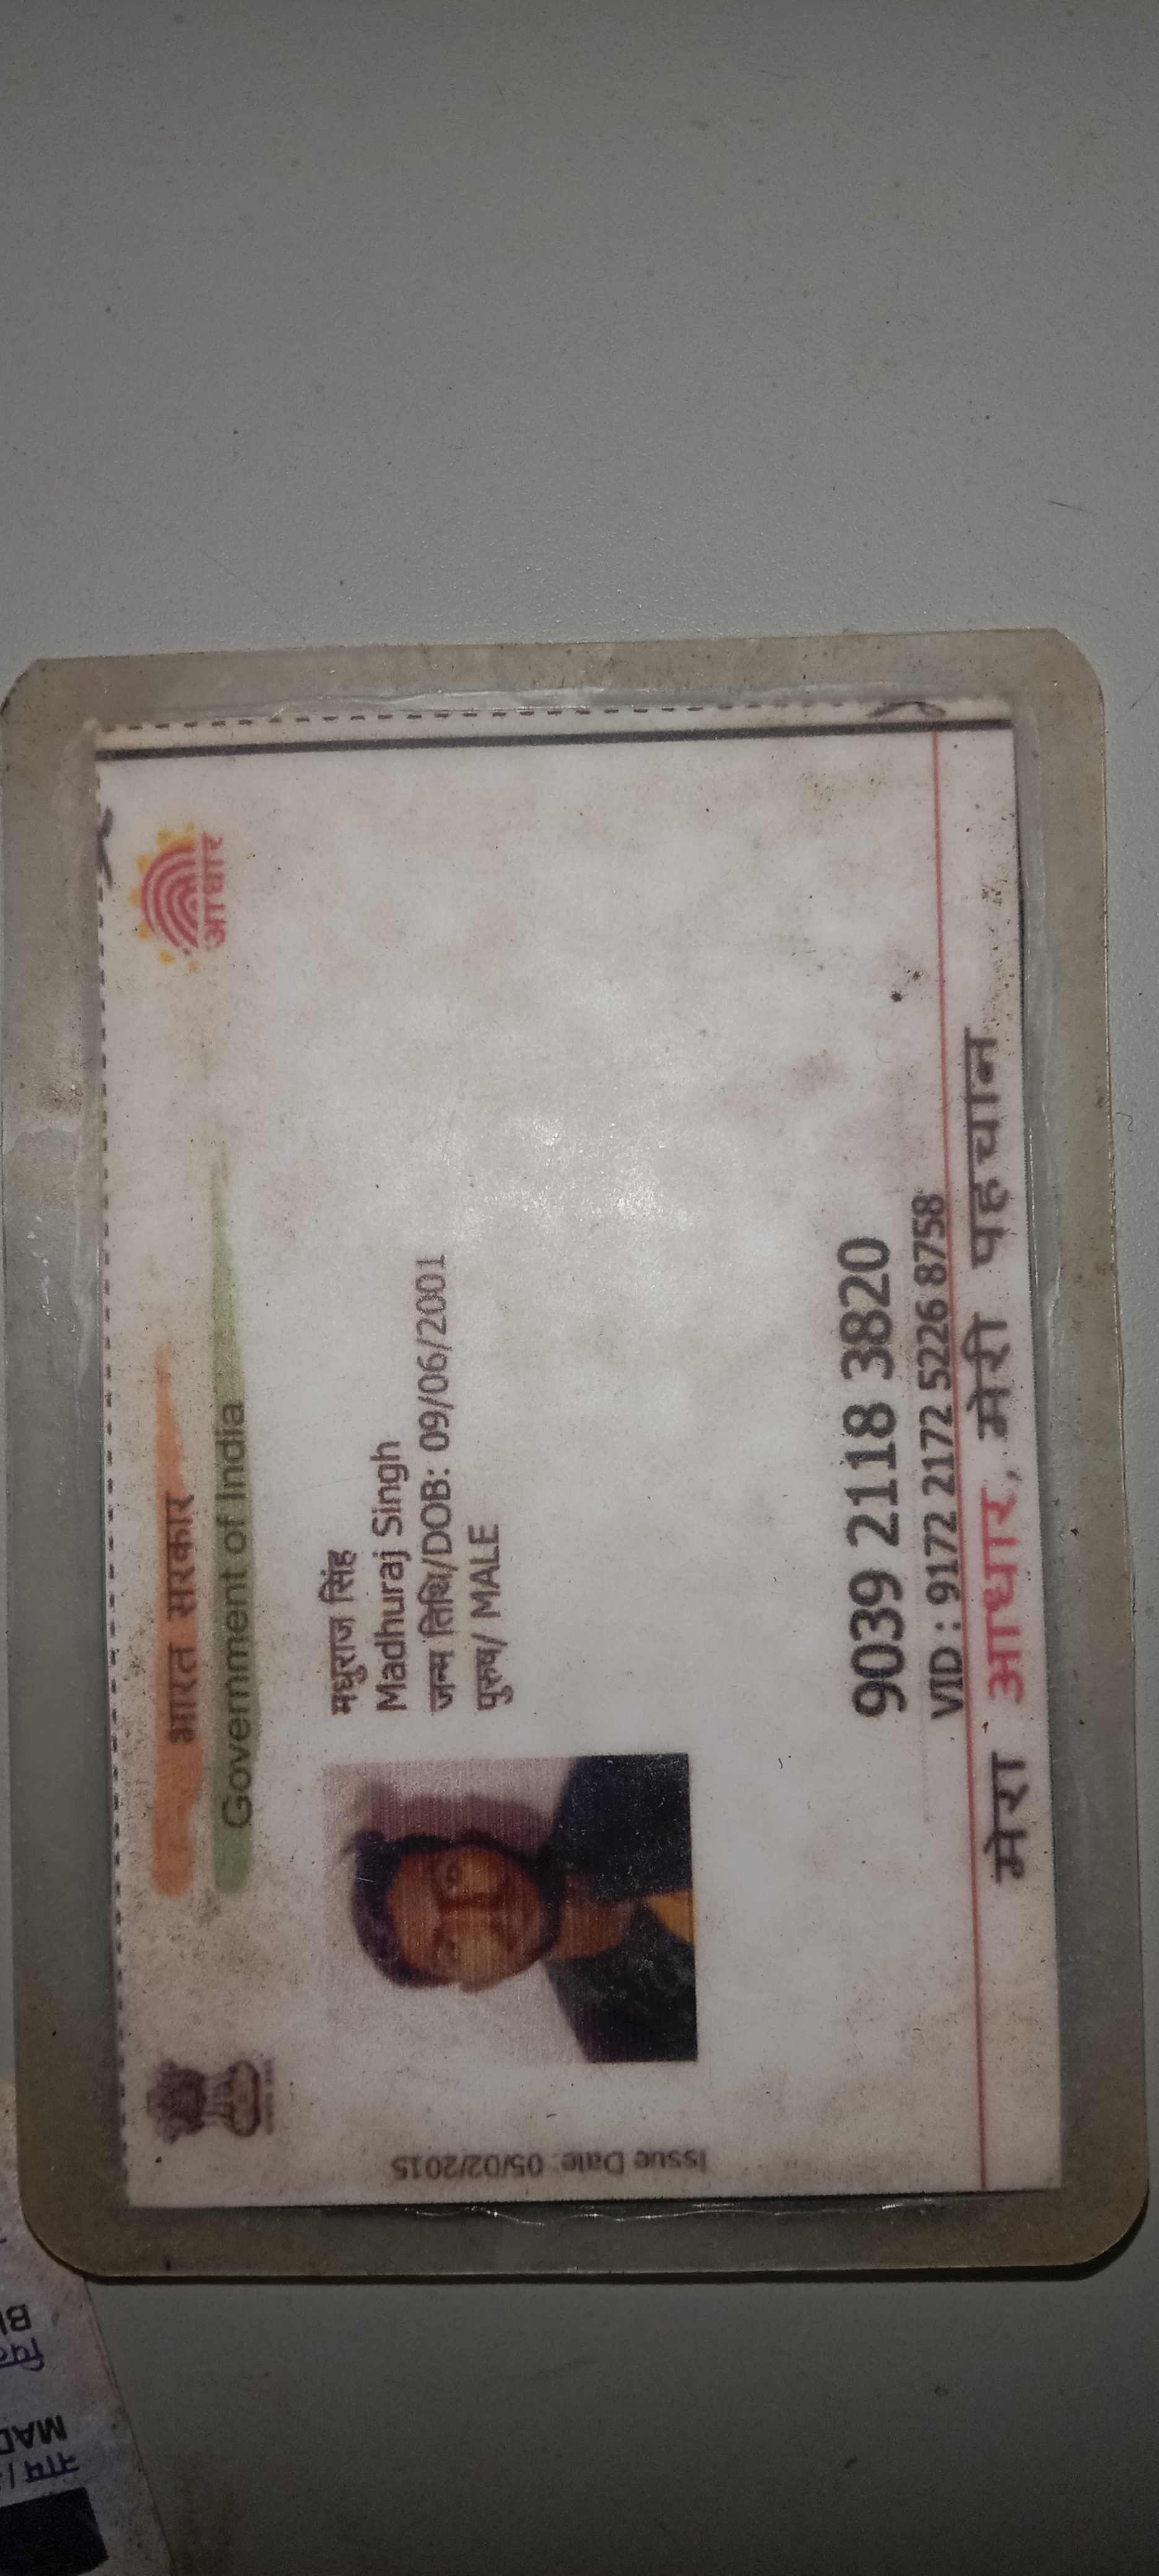 भारत सरकार
Government of India
आधार
मधुराज सिंह
Madhuraj Singh
जन्म तिथि/DOB: 09/06/2001
पुरुष/ MALE
Issue Date: 05/02/2015
9039 2118 3820
VID : 9172 2172 5226 8758
मेरा आधार, मेरी पहचान
नाम /
MAD